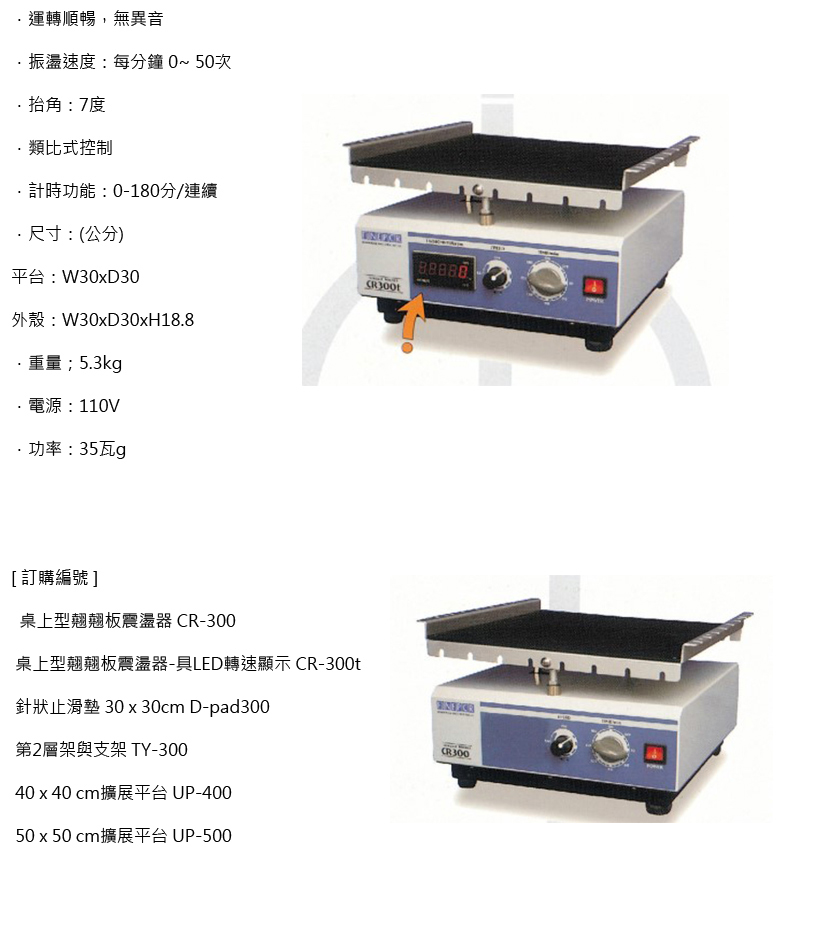 ．運轉順暢，無異音
．振盪速度：每分鐘 0~ 50次
．抬角：7度
．類比式控制
．計時功能：0-180分/連續
．尺寸：(公分)
平台：W30xD30
外殼：W30xD30xH18.8
．重量；5.3kg
．電源：110V
．功率：35瓦g
CR300t
POWER
[ 訂購編號 ]
桌上型翹翹板震盪器 CR-300
桌上型翹翹板震盪器-具LED轉速顯示 CR-300t
針狀止滑墊 30 x 30cm D-pad300
第2層架與支架 TY-300
40 x 40 cm擴展平台 UP-400
50 x 50 cm擴展平台 UP-500
CR300
POWER